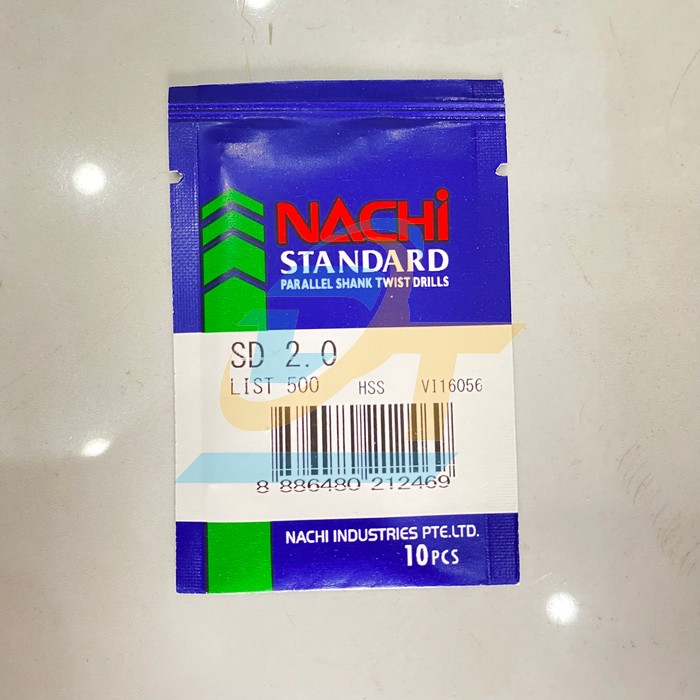 NACHi
STANDARD
PARALLEL SHANK TWIST DRILLS
SD 2.0
LIST 500 HSS VI16056
8 886480 212469
NACHI INDUSTRIES PTE.LTD.
10PCS